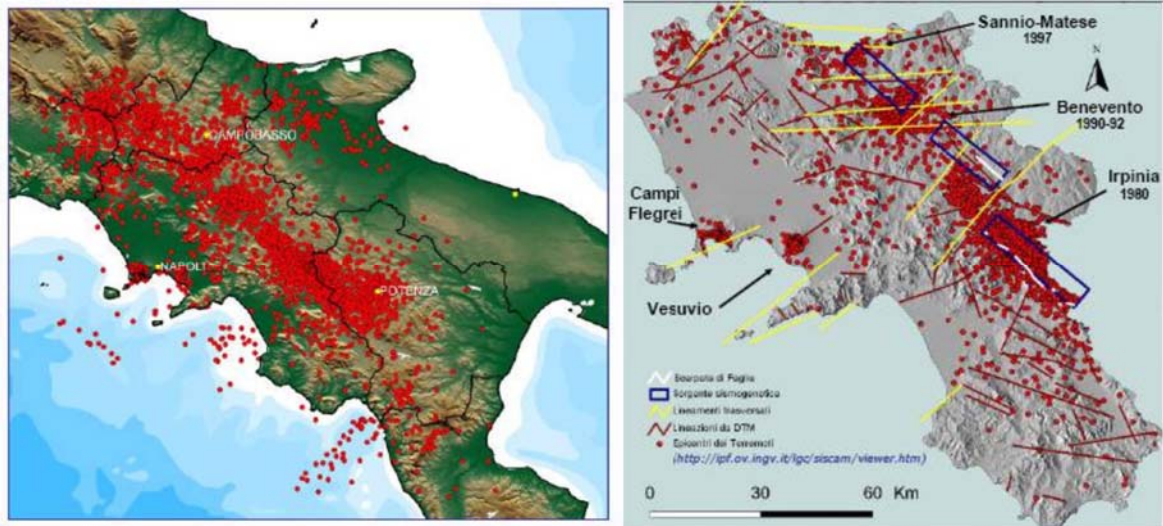 CAMPOBASSO
NAPOLI
POTENZA
Sannio-Matese
1997
N
Benevento
1990-92
Irpinia
1980
Campi
Flegrei
Vesuvio
Scarpata di Faglia
Sorgente sismogenetica
Lineamenti trasversali
Lineazioni da DTM
Epicentri dei Terremoti
(http://ipf.ov.ingv.it/lgc/siscam/viewer.htm)
0 30 60 Km